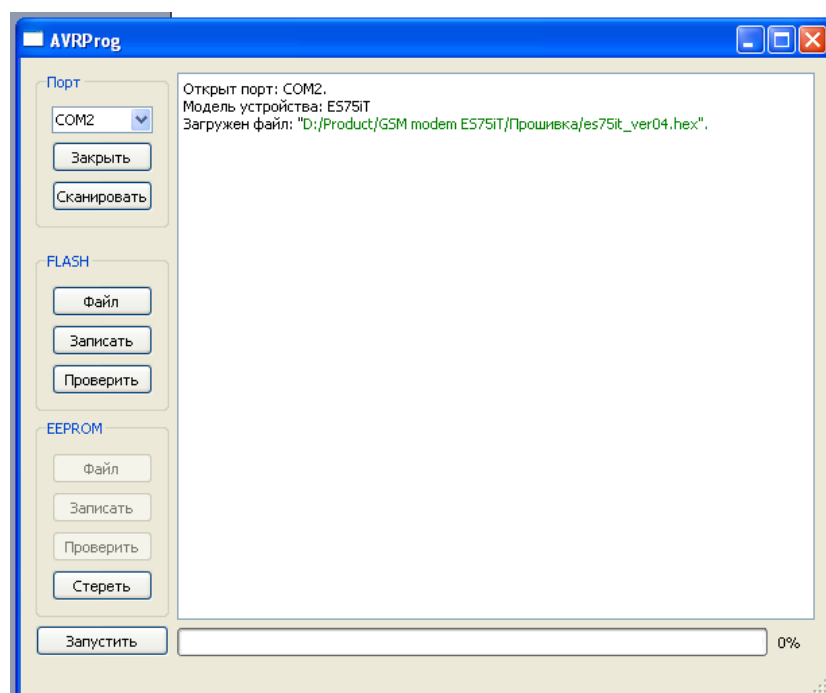 AVRProg
Порт
COM2
Закрыть
Сканировать
FLASH
Файл
Записать
Проверить
EEPROM
Файл
Записать
Проверить
Стереть
Запустить
Открыт порт: COM2.
Модель устройства: ES75iT
Загружен файл: "D:/Product/GSM modem ES75iT/Прошивка/es75it_ver04.hex".
0%